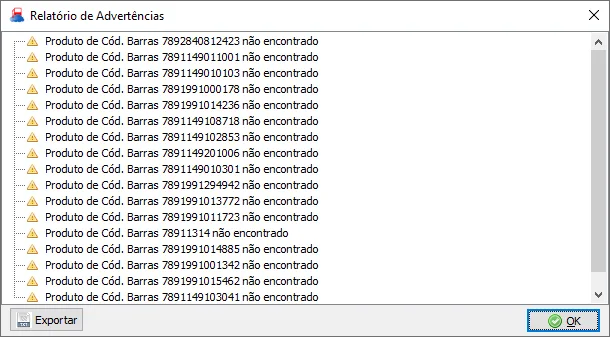 Relatório de Advertências
Produto de Cód. Barras 7892840812423 não encontrado
Produto de Cód. Barras 7891149011001 não encontrado
Produto de Cód. Barras 7891149010103 não encontrado
Produto de Cód. Barras 7891991000178 não encontrado
Produto de Cód. Barras 7891991014236 não encontrado
Produto de Cód. Barras 7891149108718 não encontrado
Produto de Cód. Barras 7891149102853 não encontrado
Produto de Cód. Barras 7891149201006 não encontrado
Produto de Cód. Barras 7891149010301 não encontrado
Produto de Cód. Barras 7891991294942 não encontrado
Produto de Cód. Barras 7891991013772 não encontrado
Produto de Cód. Barras 7891991011723 não encontrado
Produto de Cód. Barras 78911314 não encontrado
Produto de Cód. Barras 7891991014885 não encontrado
Produto de Cód. Barras 7891991001342 não encontrado
Produto de Cód. Barras 7891991015462 não encontrado
Produto de Cód. Barras 7891149103041 não encontrado
Exportar
OK